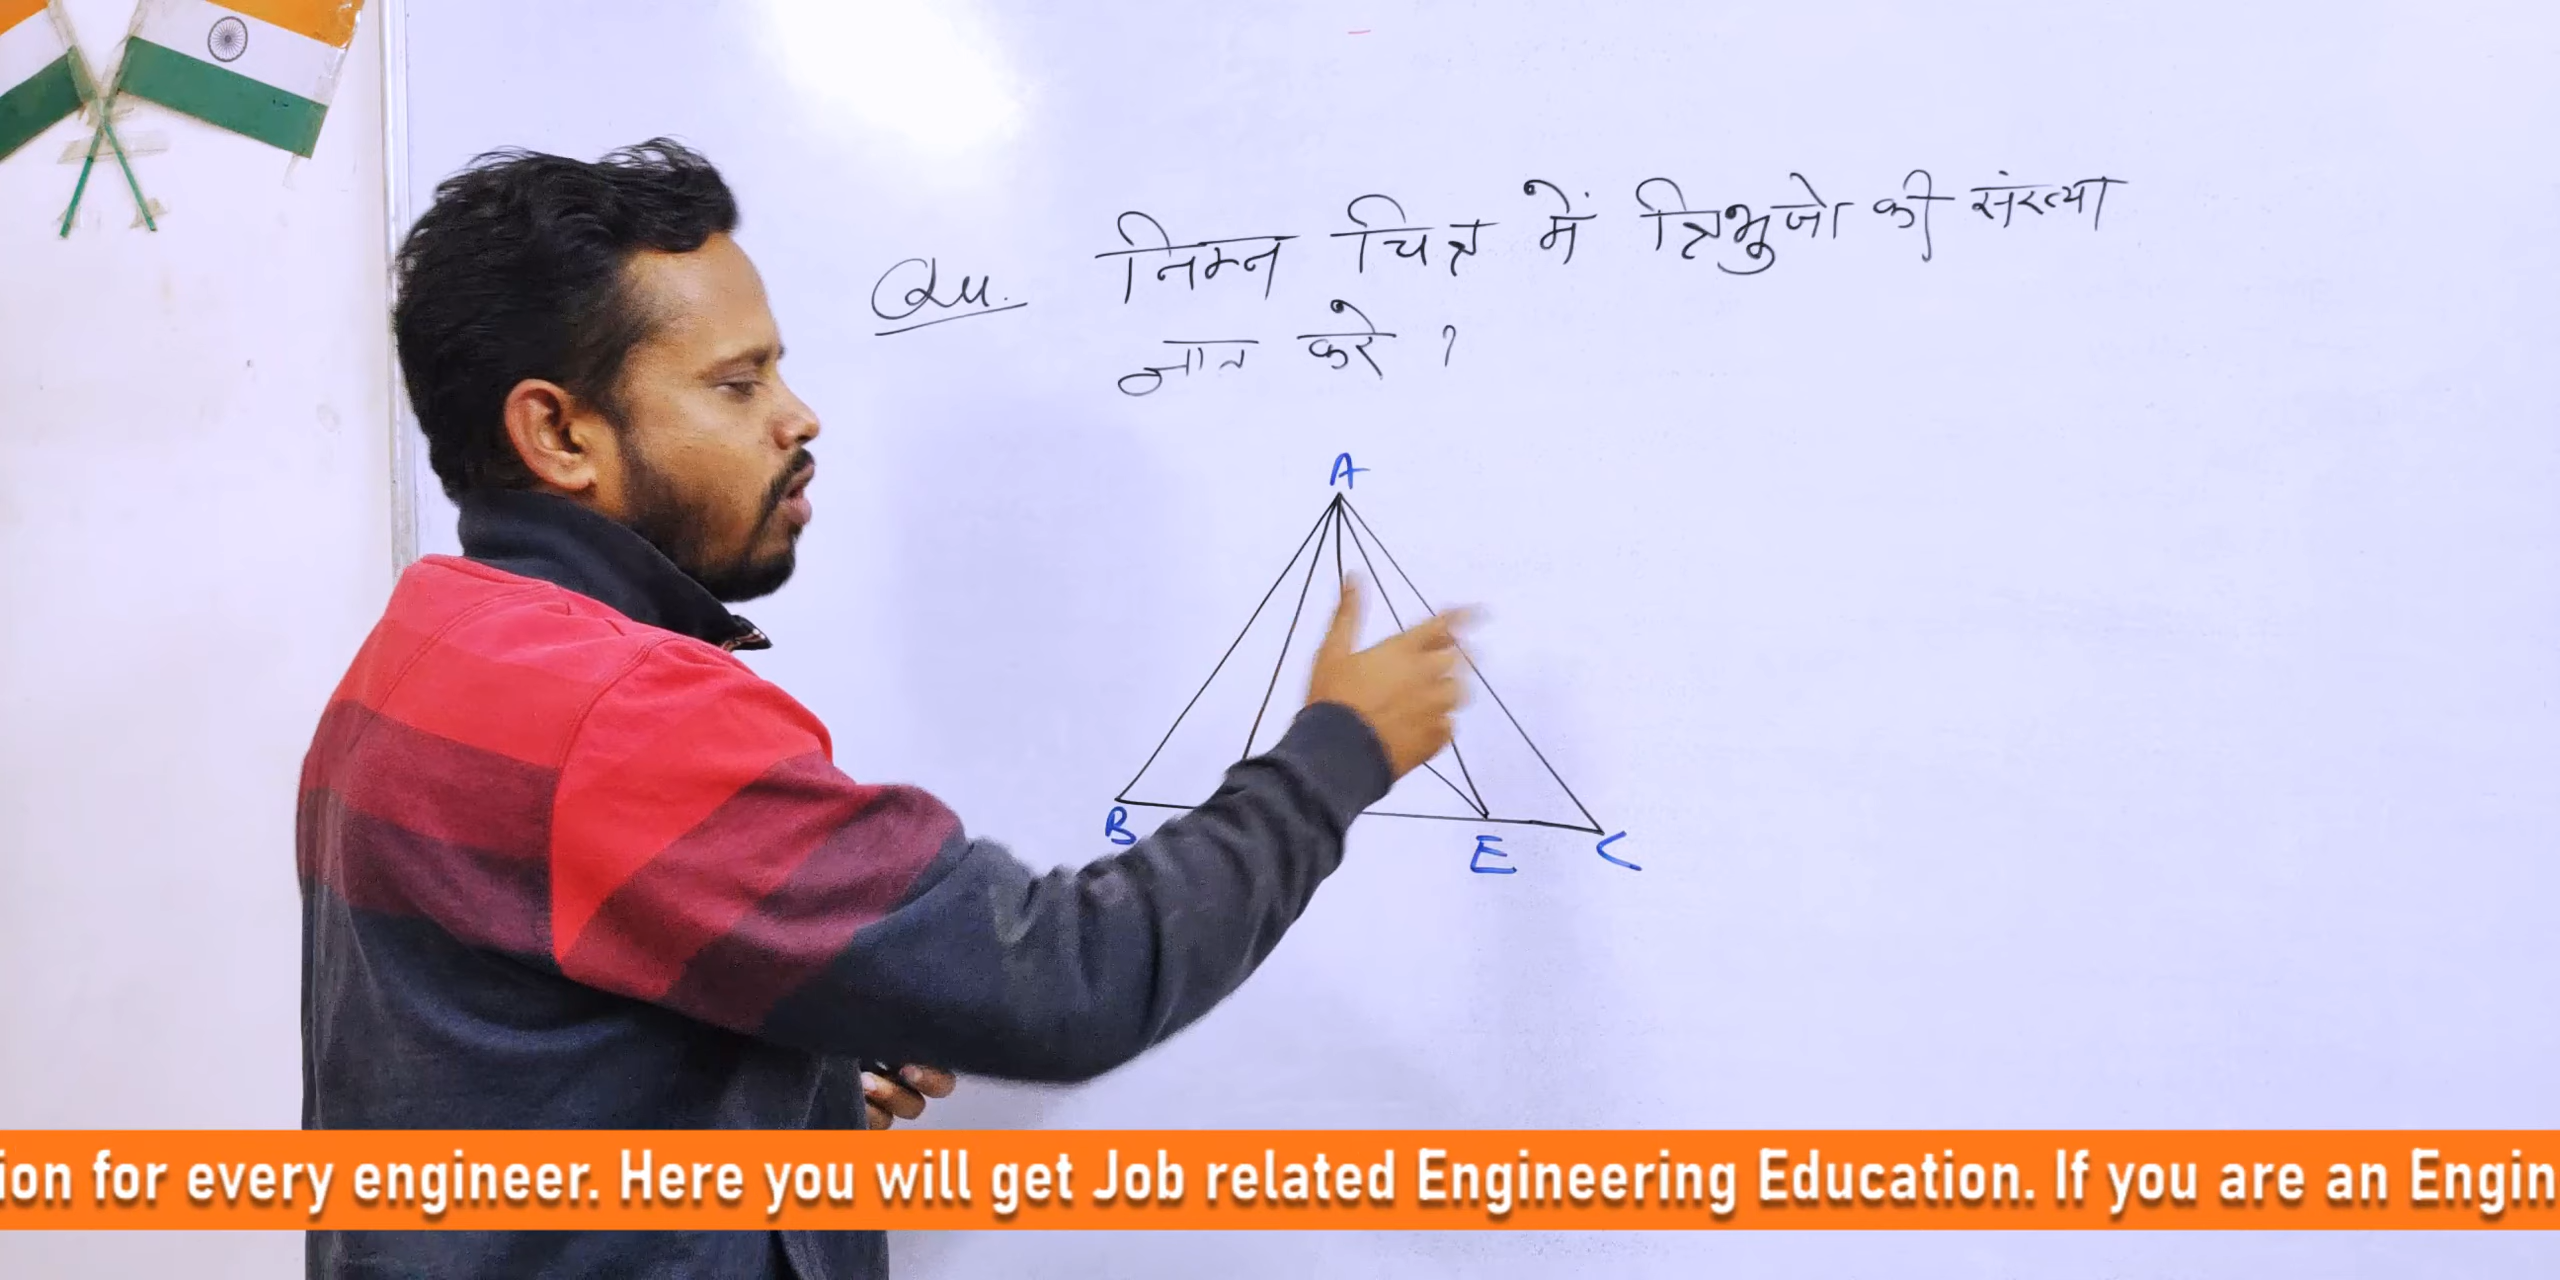 Qu. निम्न चित्र में त्रिभुजो की संख्या
ज्ञात करे ?
A
B
E
C
ion for every engineer. Here you will get Job related Engineering Education. If you are an Engin